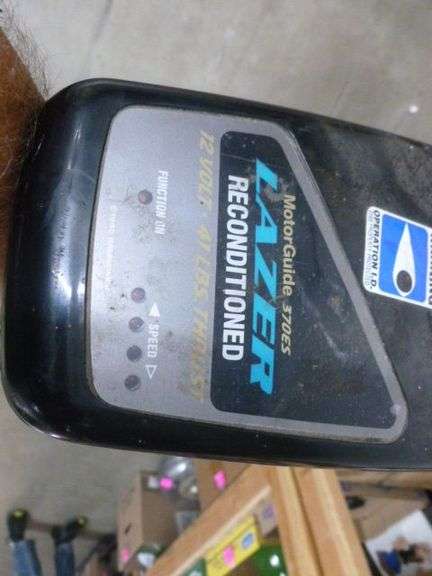 MotorGuide 370ES
LAZER
RECONDITIONED
12 VOLT 41 LBS THRUST
FUNCTION ON
SPEED
OPERATION I.D.